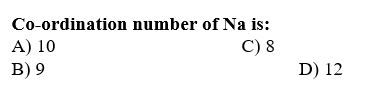 Co-ordination number of Na is:
A) 10 C) 8
B) 9 D) 12